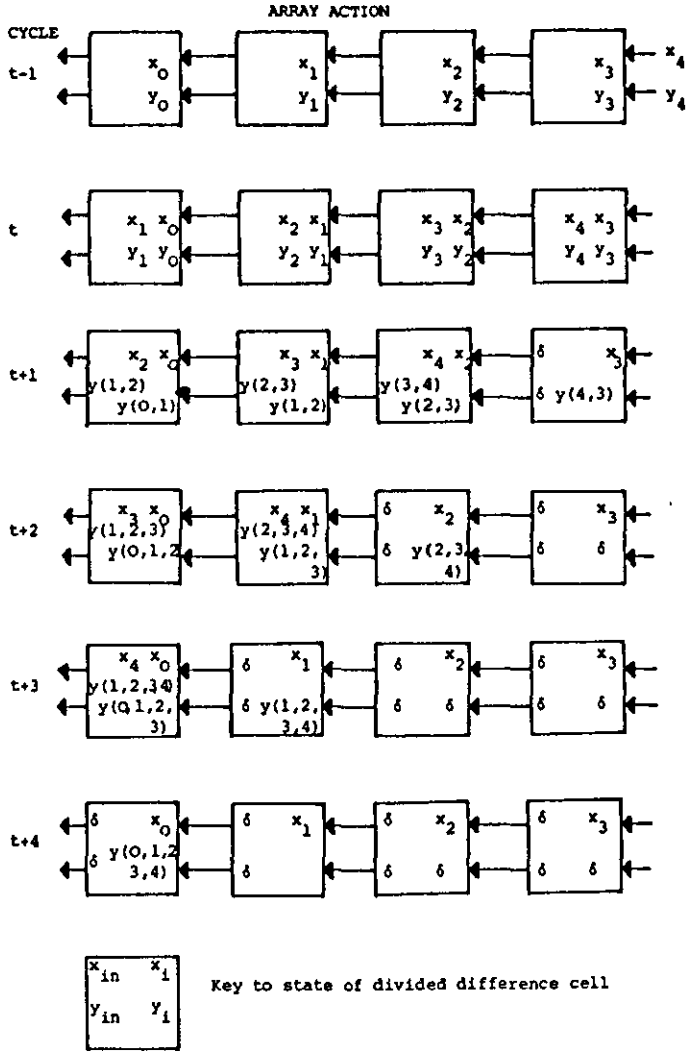 ARRAY ACTION
CYCLE
t-1
x0 x1 x2 x3 x4
y0 y1 y2 y3 y4
t
x1 x0 x2 x1 x3 x2 x4 x3
y1 y0 y2 y1 y3 y2 y4 y3
t+1
x2 x0 x3 x1 x4 x2 δ x3
y(1,2) y(2,3) y(3,4)
y(0,1) y(1,2) y(2,3) δ y(4,3)
t+2
x3 x0 x4 x1 δ x2 δ x3
y(1,2,3) y(2,3,4)
y(0,1,2 y(1,2, δ y(2,3, δ δ
3) 4)
t+3
x4 x0 δ x1 δ x2 δ x3
y(1,2,34)
y(0,1,2, δ y(1,2, δ δ δ δ
3) 3,4)
t+4
δ x0 δ x1 δ x2 δ x3
δ y(0,1,2
3,4) δ δ δ δ δ
xin xi
Key to state of divided difference cell
yin yi